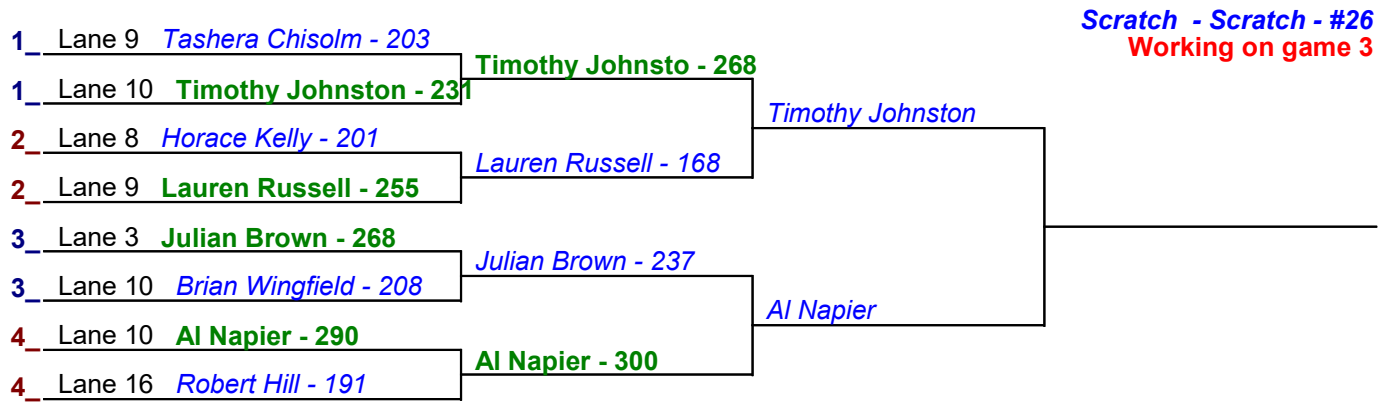 Scratch - Scratch - #26
Working on game 3
1_ Lane 9 Tashera Chisolm - 203
Timothy Johnsto - 268
1_ Lane 10 Timothy Johnston - 231
Timothy Johnston
2_ Lane 8 Horace Kelly - 201
Lauren Russell - 168
2_ Lane 9 Lauren Russell - 255
3_ Lane 3 Julian Brown - 268
Julian Brown - 237
3_ Lane 10 Brian Wingfield - 208
Al Napier
4_ Lane 10 Al Napier - 290
Al Napier - 300
4_ Lane 16 Robert Hill - 191